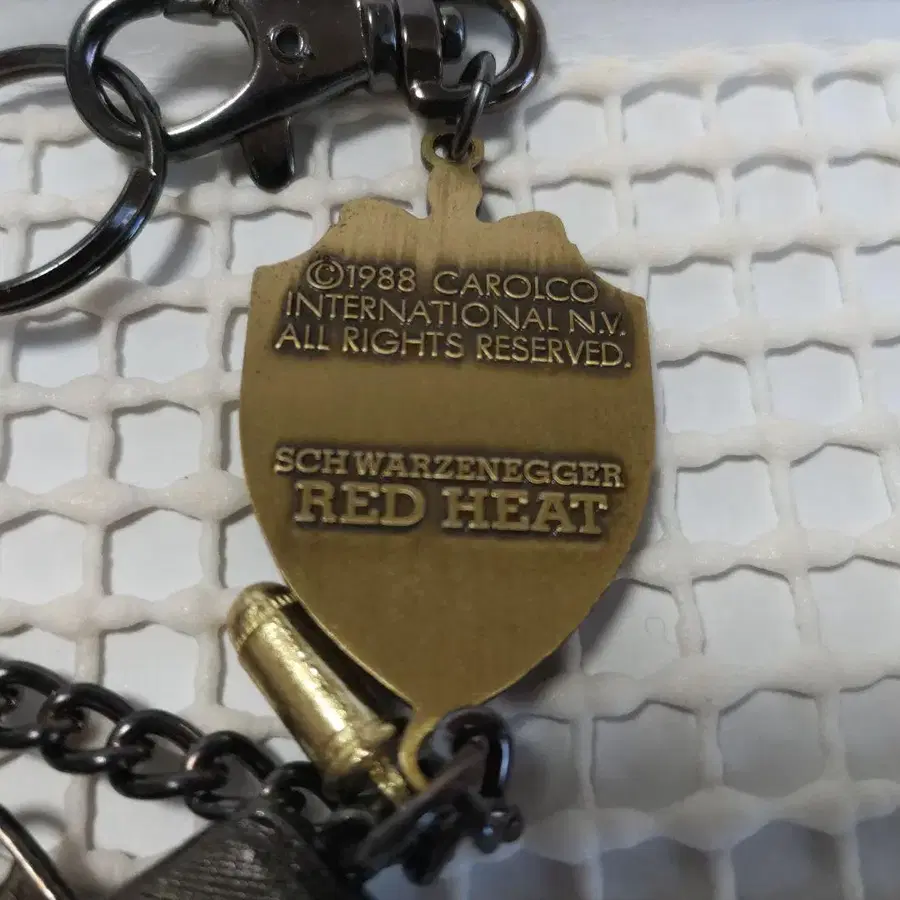 ©1988 CAROLCO
INTERNATIONAL N.V.
ALL RIGHTS RESERVED.
SCHWARZENEGGER
RED HEAT